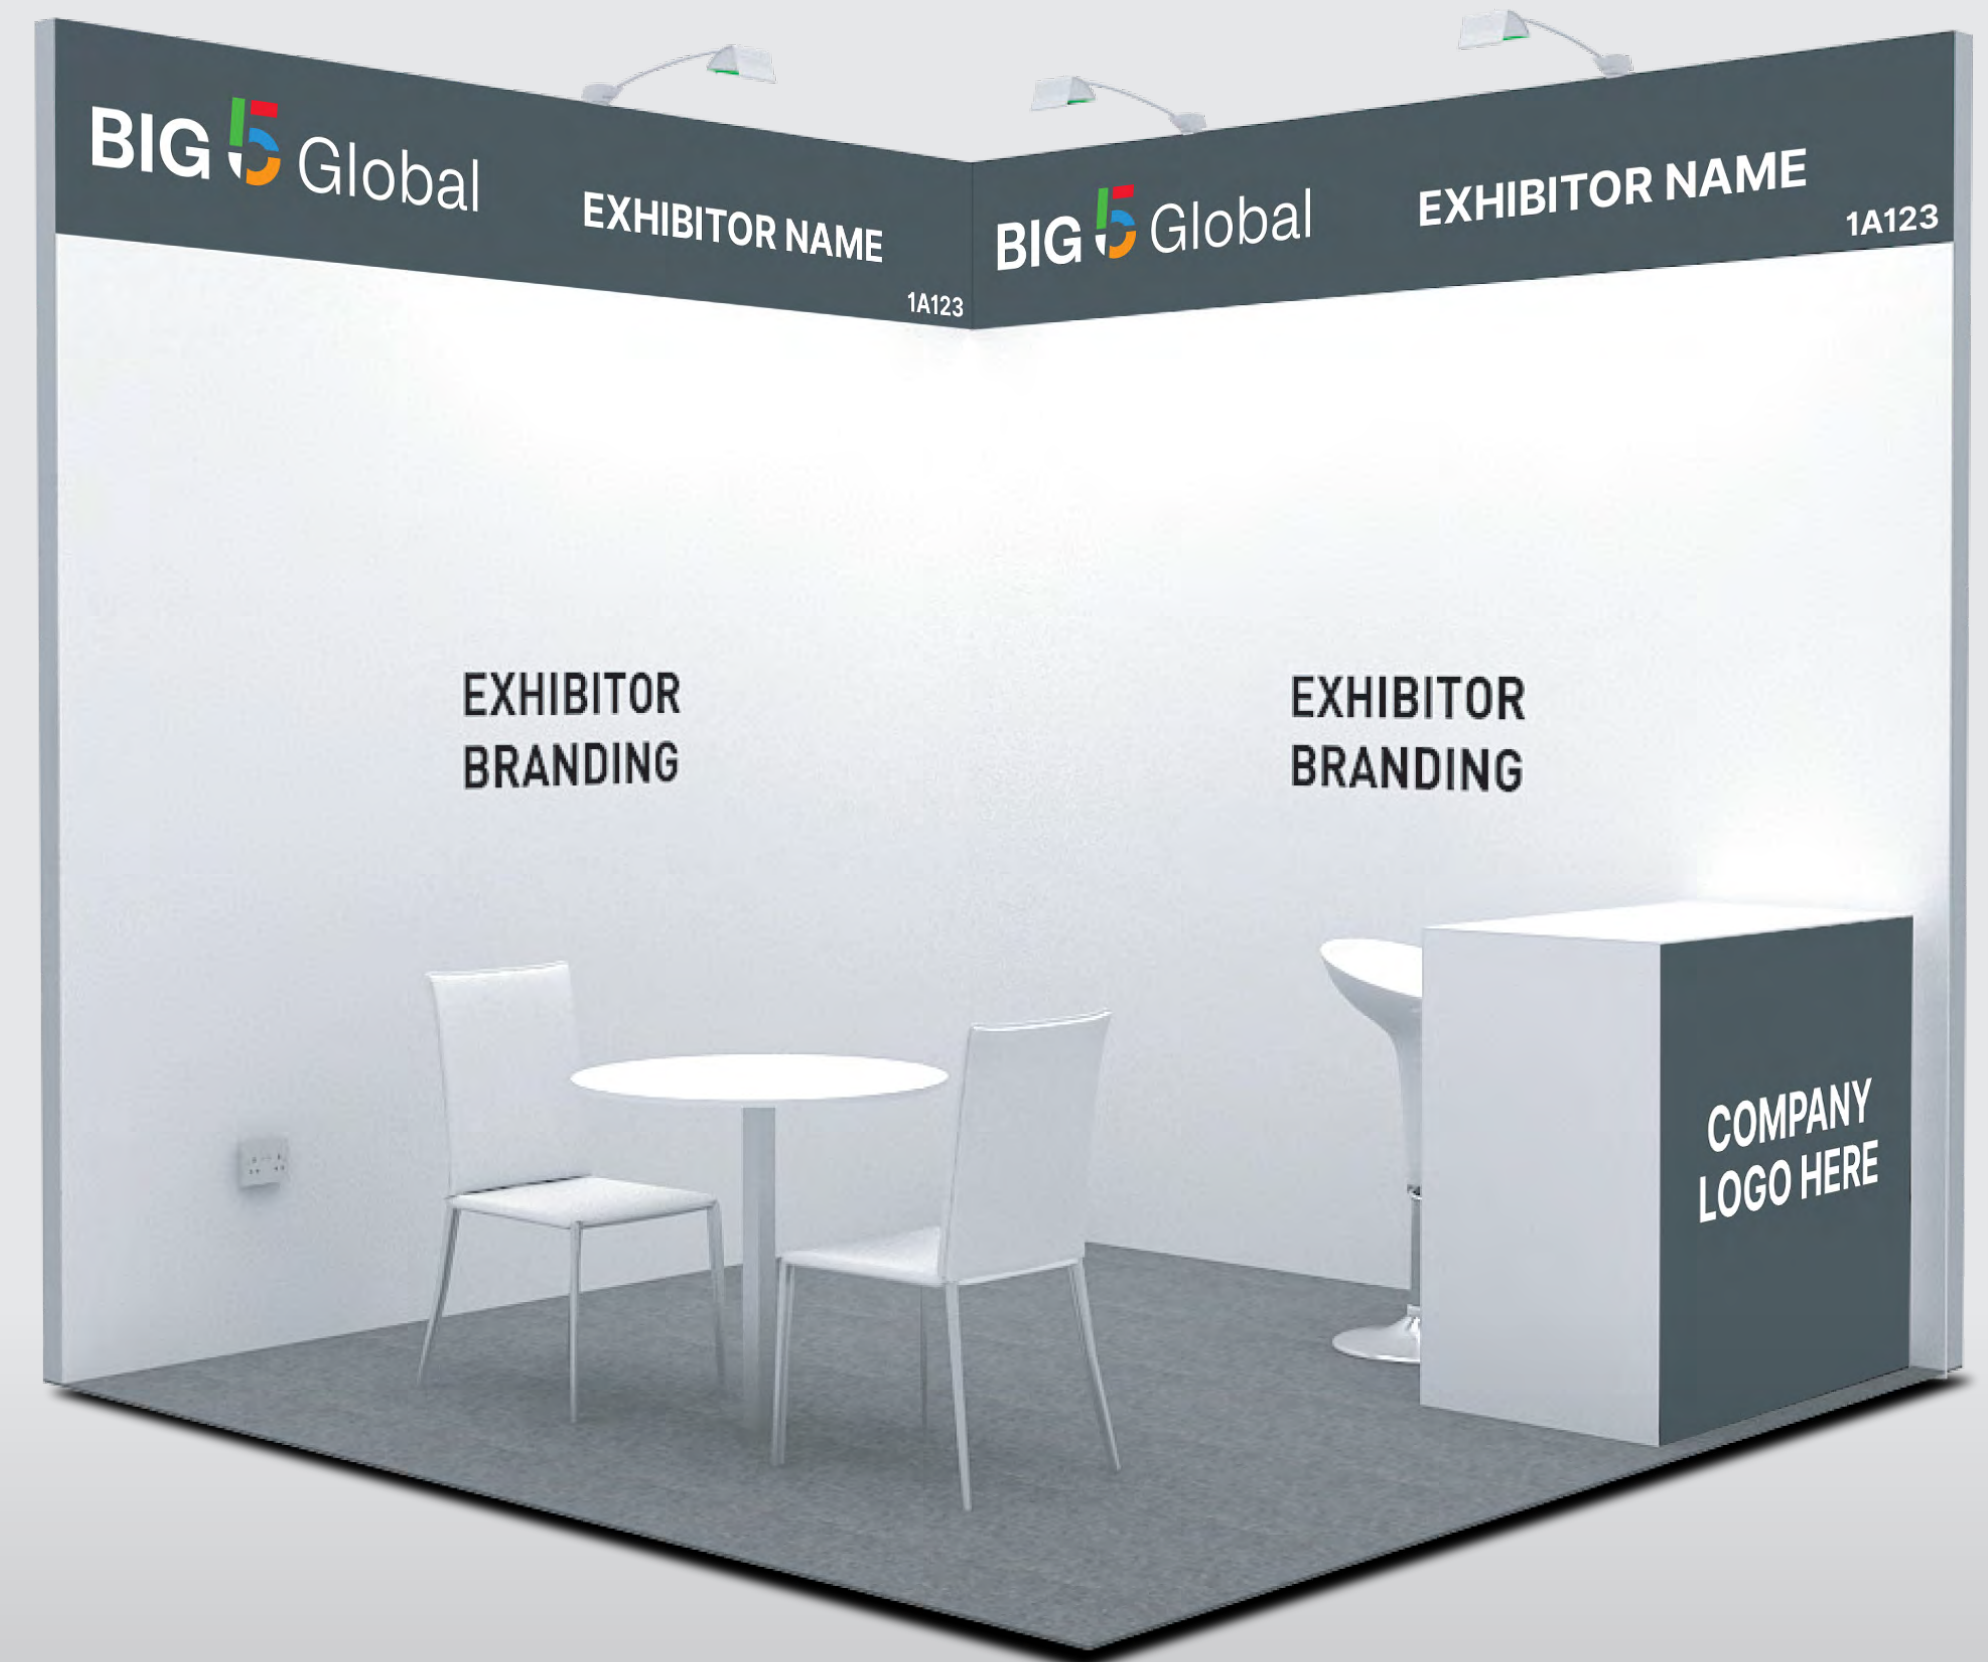 BIG 5 Global
EXHIBITOR NAME
1A123
BIG 5 Global
EXHIBITOR NAME
1A123
EXHIBITOR
BRANDING
EXHIBITOR
BRANDING
COMPANY
LOGO HERE